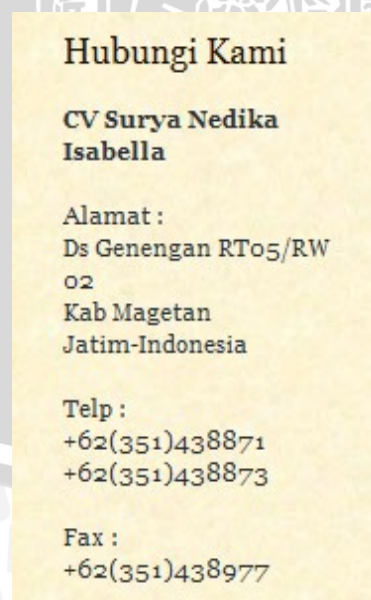 Hubungi Kami
CV Surya Nedika
Isabella
Alamat :
Ds Genengan RT05/RW
02
Kab Magetan
Jatim-Indonesia
Telp :
+62(351)438871
+62(351)438873
Fax :
+62(351)438977